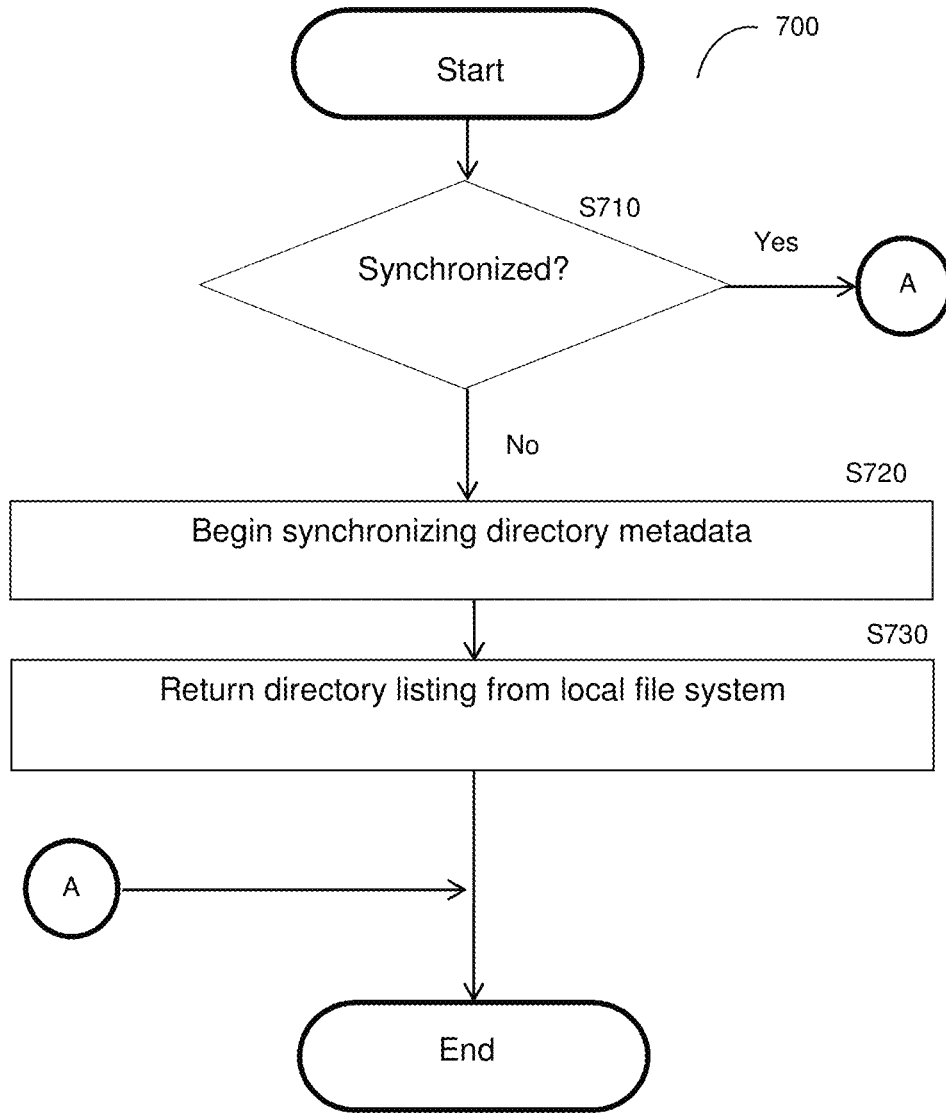 700
Start
S710
Synchronized?
Yes
A
No
S720
Begin synchronizing directory metadata
S730
Return directory listing from local file system
A
End